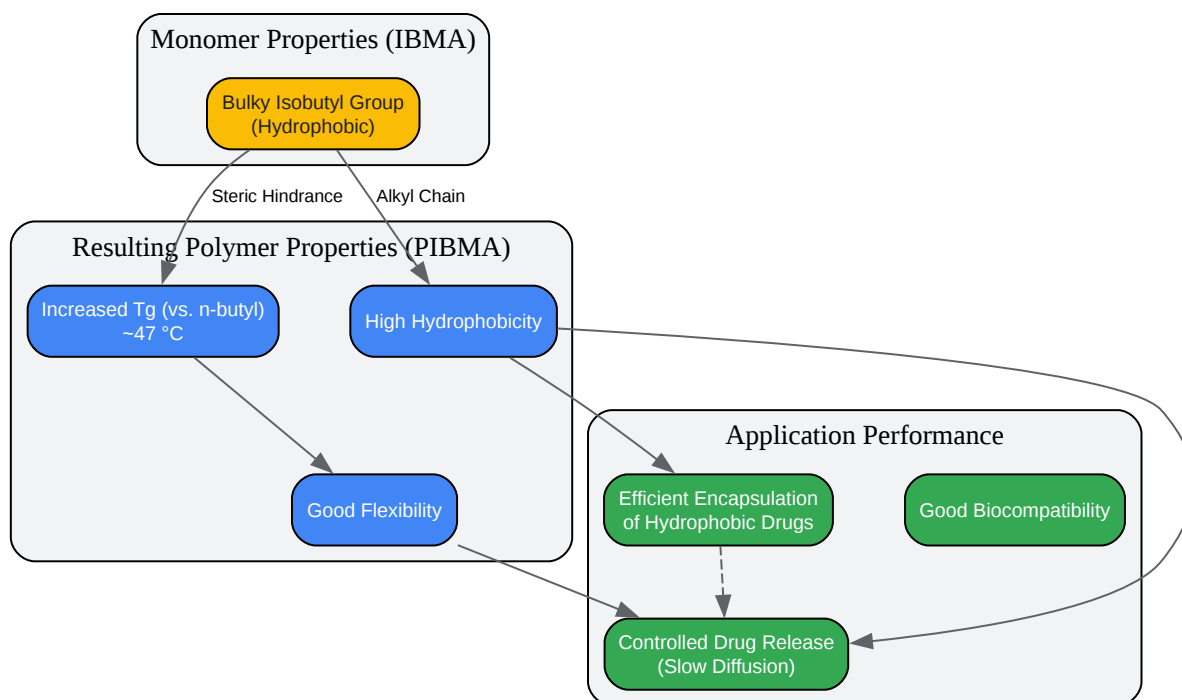 Monomer Properties (IBMA)
Bulky Isobutyl Group
(Hydrophobic)
Steric Hindrance
Alkyl Chain
Resulting Polymer Properties (PIBMA)
Increased Tg (vs. n-butyl)
~47 °C
High Hydrophobicity
Good Flexibility
Application Performance
Efficient Encapsulation
of Hydrophobic Drugs
Good Biocompatibility
Controlled Drug Release
(Slow Diffusion)